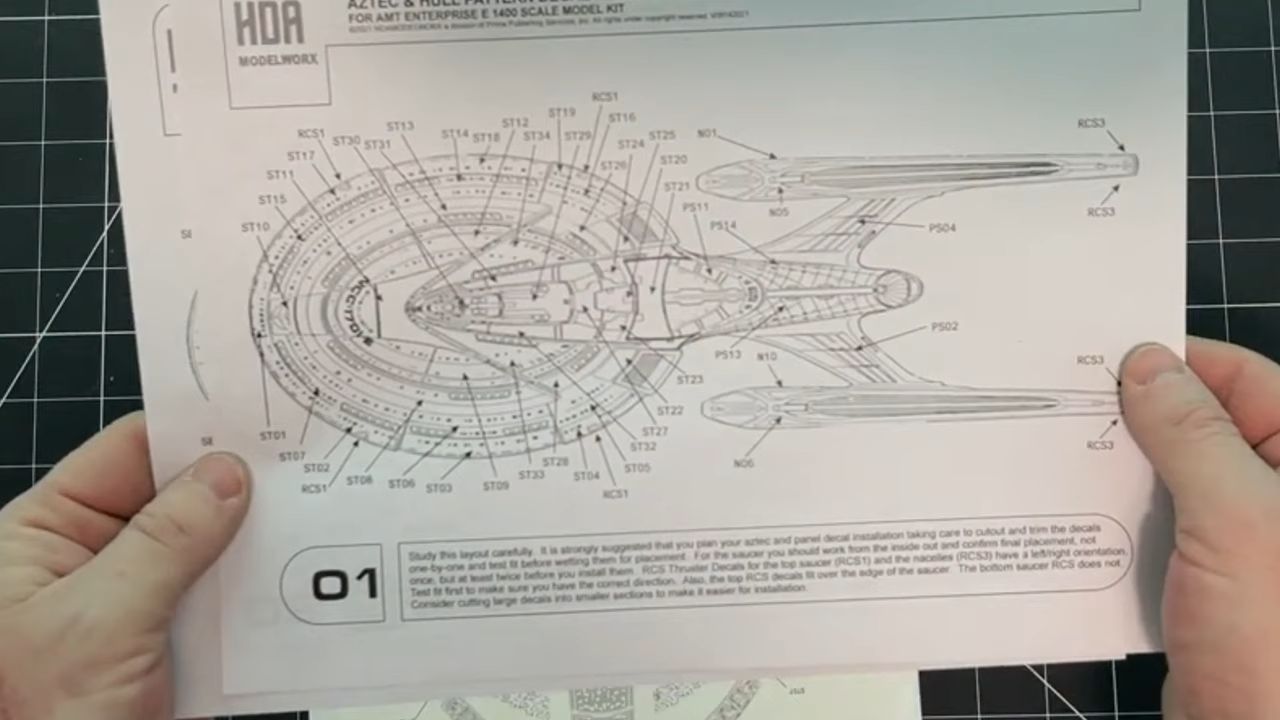 HDA
MODELWORX
AZTEC & HULL PATTERN
FOR AMT ENTERPRISE E 1400 SCALE MODEL KIT
RCS1
ST19
ST16
ST12
ST13
ST14
ST18
ST34
ST29
ST25
ST24
RCS1
ST30
ST31
ST17
ST26
ST20
ST11
ST21
ST15
PS11
ST10
PS14
N01
RCS3
N05
RCS3
PS04
PS02
PS13
N10
RCS3
ST23
ST22
ST01
ST27
ST07
ST32
ST02
ST28
ST05
RCS1
ST08
ST06
ST03
ST09
ST33
ST04
RCS1
N06
RCS3
SE
SE
NCC-1701-E
01
Study this layout carefully. It is strongly suggested that you plan your aztec and panel decal installation taking care to cutout and trim the decals
one-by-one and test fit before wetting them for placement. For the saucer you should work from the inside out and confirm final placement, not
once, but at least twice before you install them. RCS Thruster Decals for the top saucer (RCS1) and the nacelles (RCS3) have a left/right orientation.
Test fit first to make sure you have the correct direction. Also, the top RCS decals fit over the edge of the saucer. The bottom saucer RCS does not.
Consider cutting large decals into smaller sections to make it easier for installation.